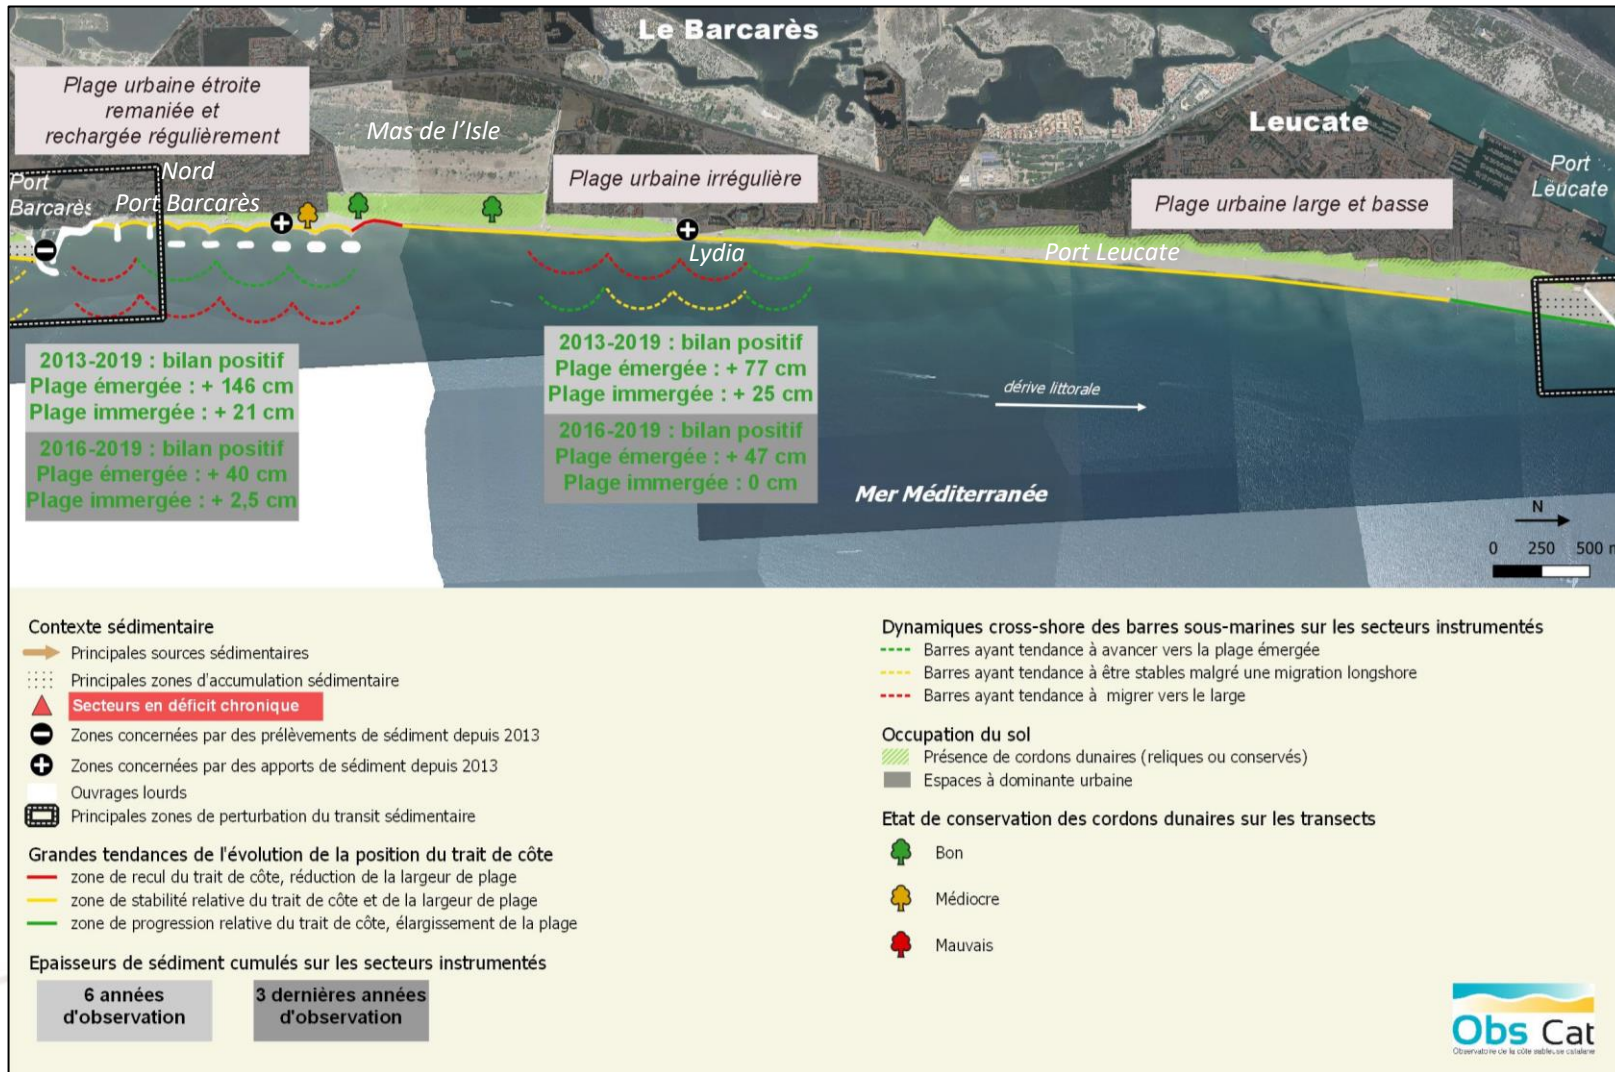 Le Barcarès
Plage urbaine étroite
remaniée et
rechargée régulièrement
Mas de l'Isle
Leucate
Nord
Port Barcarès
Port
Barcarès
Plage urbaine irrégulière
Plage urbaine large et basse
Port
Leucate
Lydia
Port Leucate
2013-2019 : bilan positif
Plage émergée : + 146 cm
Plage immergée : + 21 cm
2016-2019 : bilan positif
Plage émergée : + 40 cm
Plage immergée : + 2,5 cm
2013-2019 : bilan positif
Plage émergée : + 77 cm
Plage immergée : + 25 cm
2016-2019 : bilan positif
Plage émergée : + 47 cm
Plage immergée : 0 cm
dérive littorale
Mer Méditerranée
N
0 250 500 m
Contexte sédimentaire
Principales sources sédimentaires
Principales zones d'accumulation sédimentaire
Secteurs en déficit chronique
Zones concernées par des prélèvements de sédiment depuis 2013
Zones concernées par des apports de sédiment depuis 2013
Ouvrages lourds
Principales zones de perturbation du transit sédimentaire
Grandes tendances de l'évolution de la position du trait de côte
zone de recul du trait de côte, réduction de la largeur de plage
zone de stabilité relative du trait de côte et de la largeur de plage
zone de progression relative du trait de côte, élargissement de la plage
Epaisseurs de sédiment cumulés sur les secteurs instrumentés
6 années
d'observation
3 dernières années
d'observation
Dynamiques cross-shore des barres sous-marines sur les secteurs instrumentés
Barres ayant tendance à avancer vers la plage émergée
Barres ayant tendance à être stables malgré une migration longshore
Barres ayant tendance à migrer vers le large
Occupation du sol
Présence de cordons dunaires (reliques ou conservés)
Espaces à dominante urbaine
Etat de conservation des cordons dunaires sur les transects
Bon
Médiocre
Mauvais
Obs Cat
Observatoire de la côte sableuse catalane